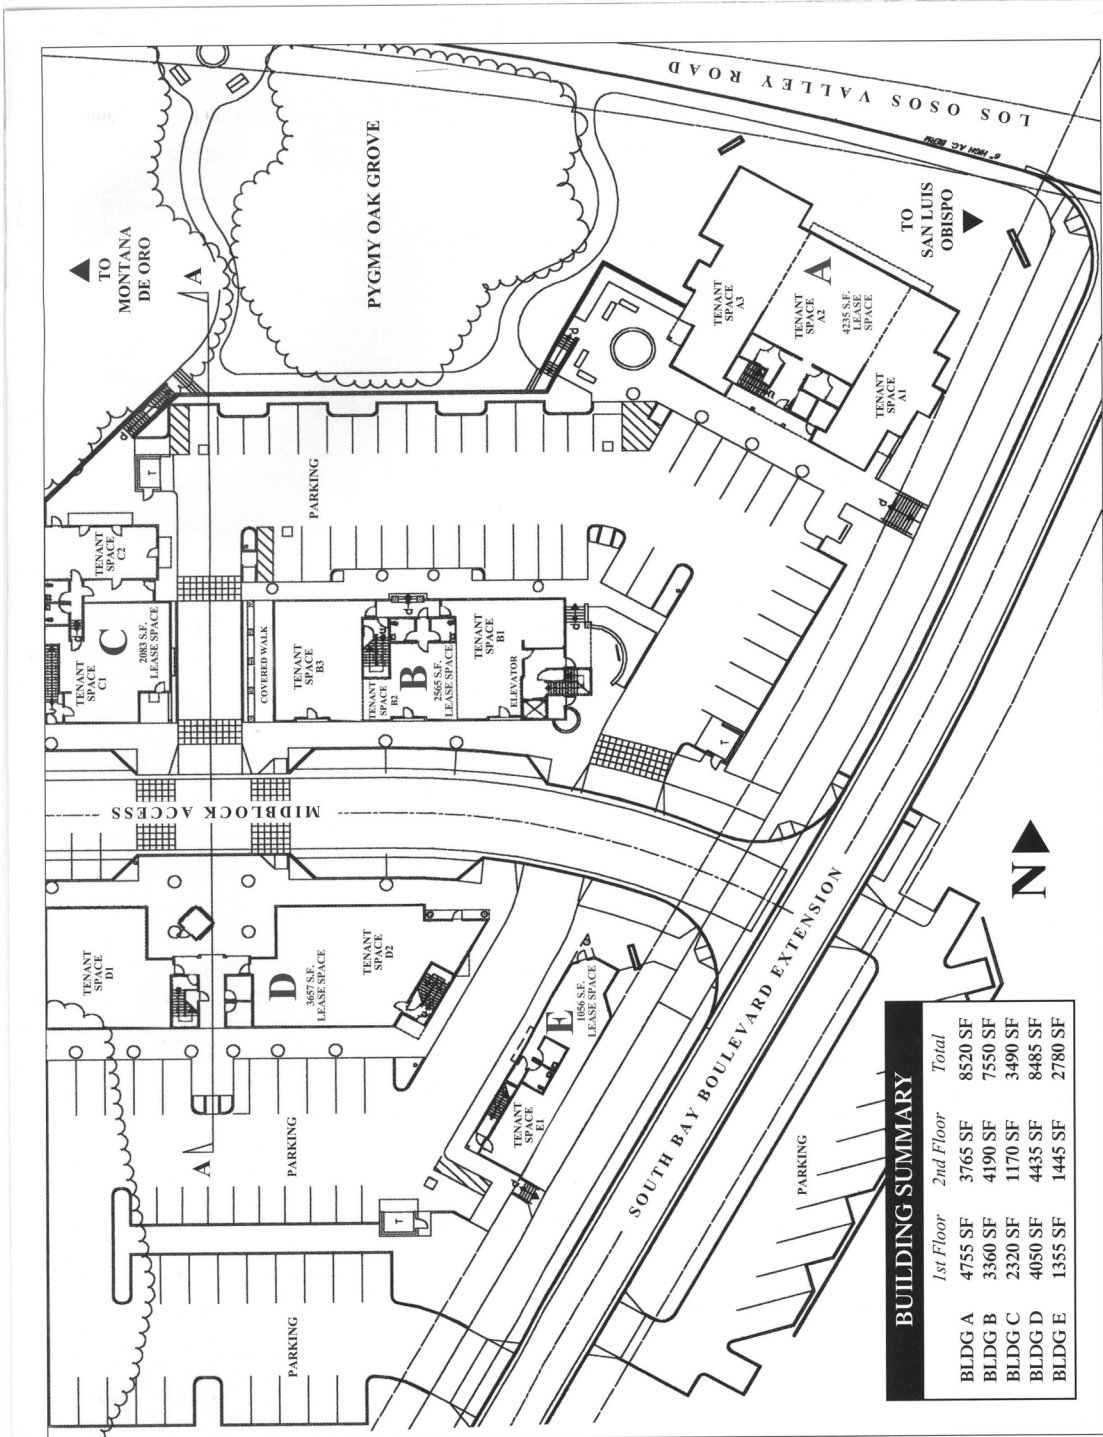 LOS OSOS VALLEY ROAD
6" HIGH A.C. BERM
TO
MONTANA
DE ORO
A
PYGMY OAK GROVE
TO
SAN LUIS
OBISPO
TENANT
SPACE
A3
TENANT
SPACE
A2
A
4235 S.F.
LEASE
SPACE
TENANT
SPACE
A1
PARKING
TENANT
SPACE
C2
C
2083 S.F.
LEASE SPACE
TENANT
SPACE
C1
COVERED WALK
TENANT
SPACE
B3
TENANT
SPACE
B2
B
2565 S.F.
LEASE SPACE
TENANT
SPACE
B1
ELEVATOR
MIDBLOCK ACCESS
TENANT
SPACE
D1
D
3657 S.F.
LEASE SPACE
TENANT
SPACE
D2
E
1056 S.F.
LEASE SPACE
TENANT
SPACE
E1
A
PARKING
PARKING
SOUTH BAY BOULEVARD EXTENSION
PARKING
N
BUILDING SUMMARY
1st Floor 2nd Floor Total
BLDG A 4755 SF 3765 SF 8520 SF
BLDG B 3360 SF 4190 SF 7550 SF
BLDG C 2320 SF 1170 SF 3490 SF
BLDG D 4050 SF 4435 SF 8485 SF
BLDG E 1355 SF 1445 SF 2780 SF